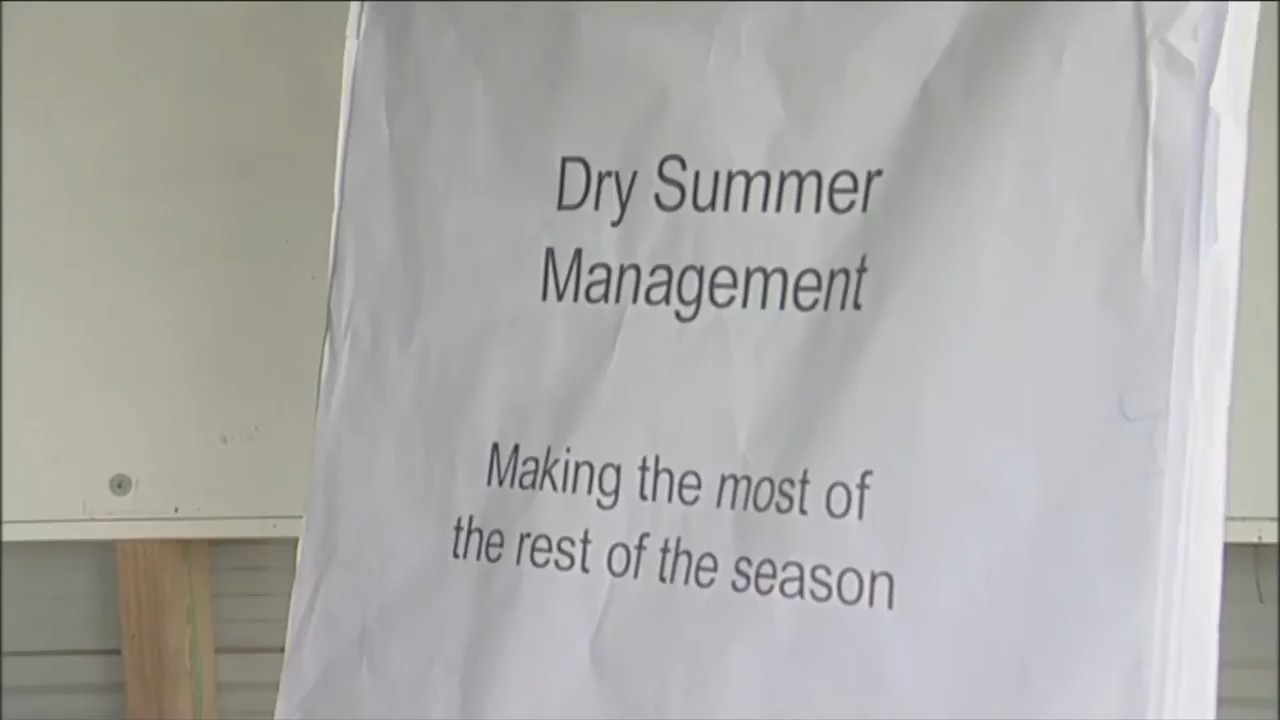 Dry Summer
Management
Making the most of
the rest of the season